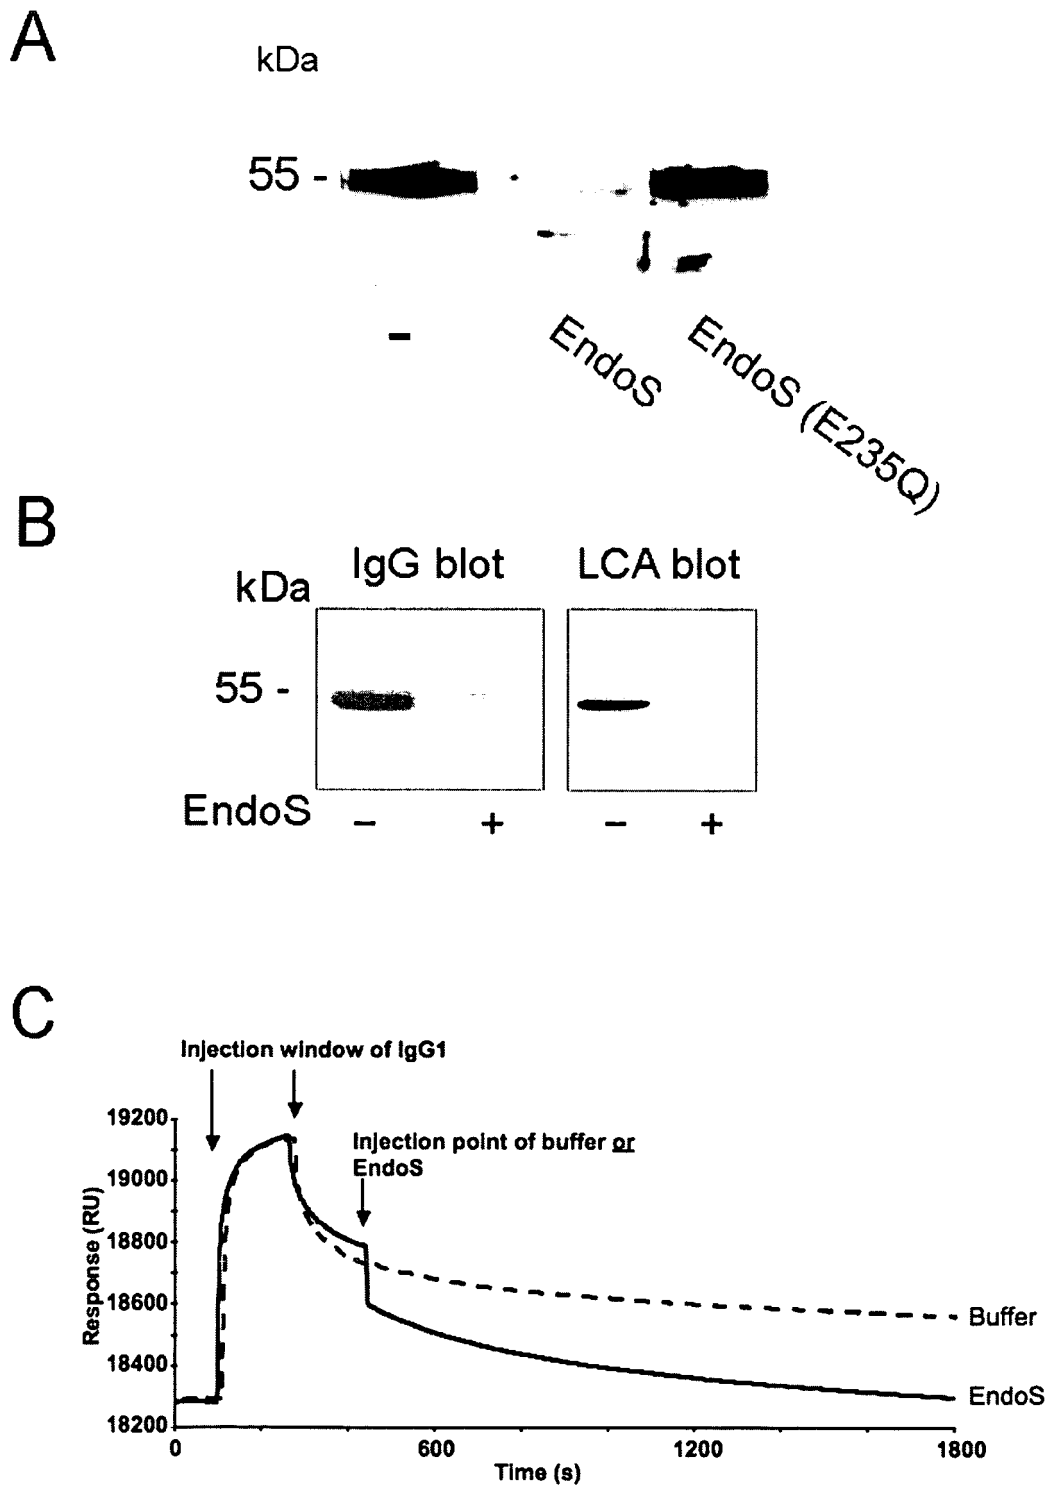 A
kDa
55 -
-
EndoS
EndoS (E235Q)
B
IgG blot
LCA blot
kDa
55 -
EndoS
– +
– +
C
Injection window of IgG1
Injection point of buffer or
EndoS
Response (RU)
19200
19000
18800
18600
18400
18200
Buffer
EndoS
0 600 1200 1800
Time (s)